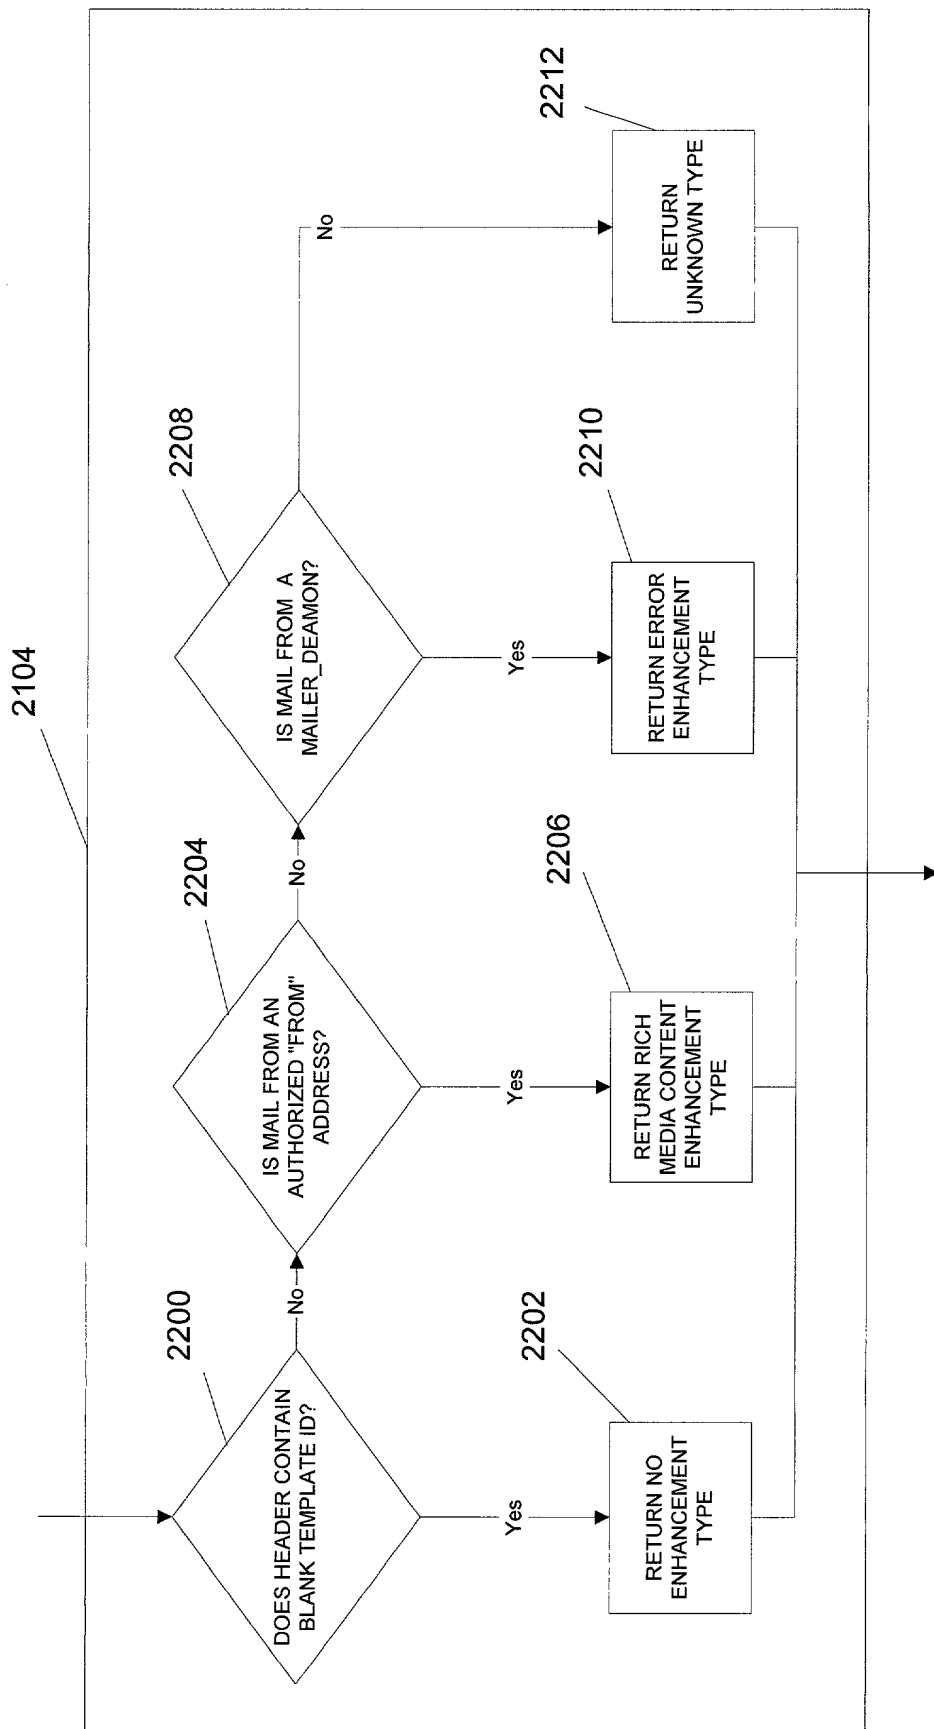 2104
2200
DOES HEADER CONTAIN
BLANK TEMPLATE ID?
No
Yes
2202
RETURN NO
ENHANCEMENT
TYPE
2204
IS MAIL FROM AN
AUTHORIZED "FROM"
ADDRESS?
No
Yes
2206
RETURN RICH
MEDIA CONTENT
ENHANCEMENT
TYPE
2208
IS MAIL FROM A
MAILER_DEAMON?
No
Yes
2210
RETURN ERROR
ENHANCEMENT
TYPE
2212
RETURN
UNKNOWN TYPE